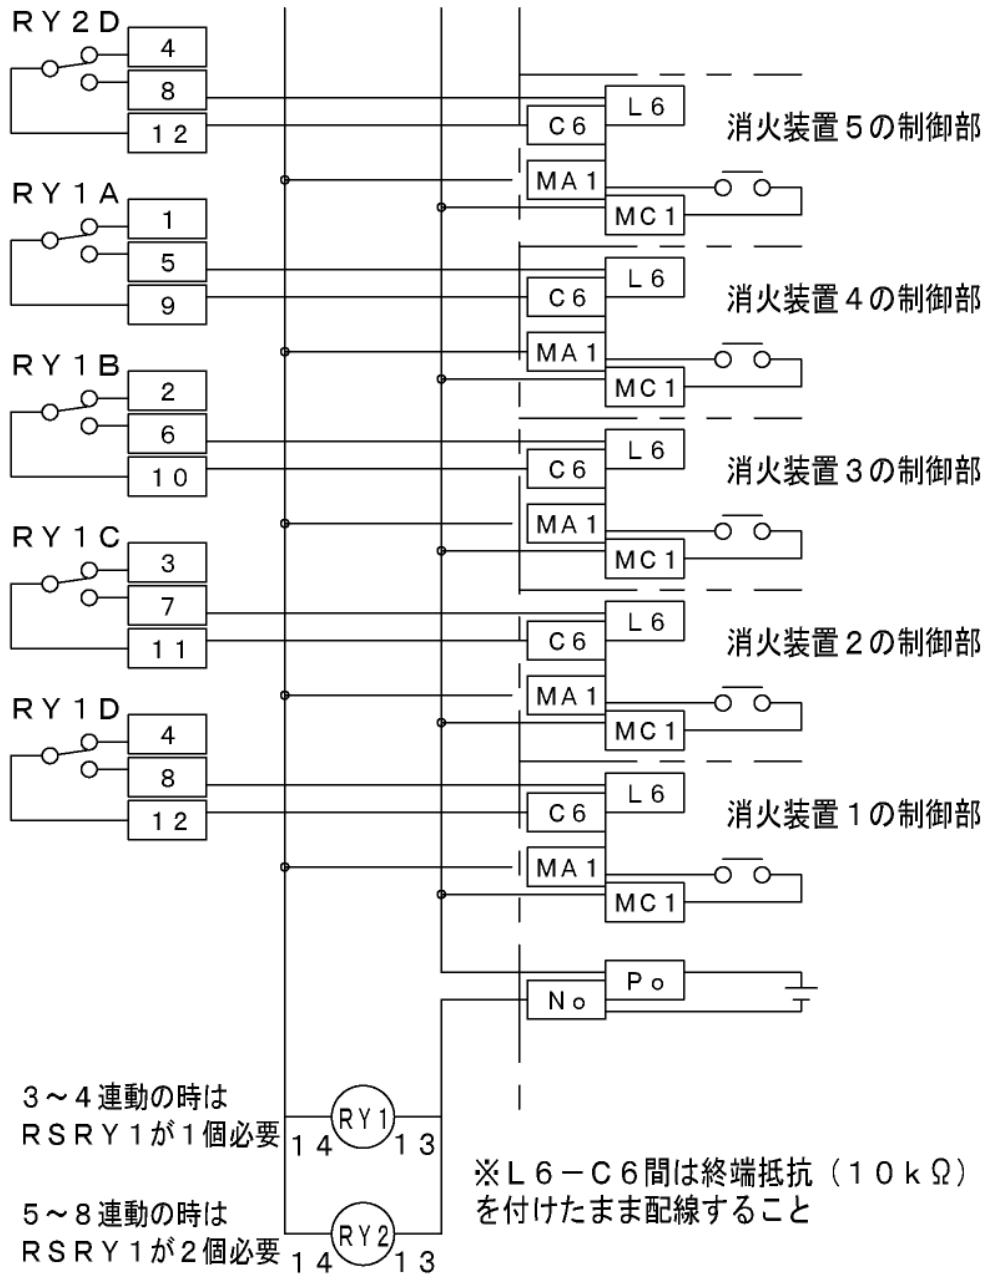 RY2D
4
8
12
L6
C6
消火装置5の制御部
MA1
MC1
RY1A
1
5
9
L6
C6
消火装置4の制御部
MA1
MC1
RY1B
2
6
10
L6
C6
消火装置3の制御部
MA1
MC1
RY1C
3
7
11
L6
C6
消火装置2の制御部
MA1
MC1
RY1D
4
8
12
L6
C6
消火装置1の制御部
MA1
MC1
Po
No
3～4連動の時は
RSRY1が1個必要
14
RY1
13
※L6－C6間は終端抵抗（10kΩ）
を付けたまま配線すること
5～8連動の時は
RSRY1が2個必要
14
RY2
13